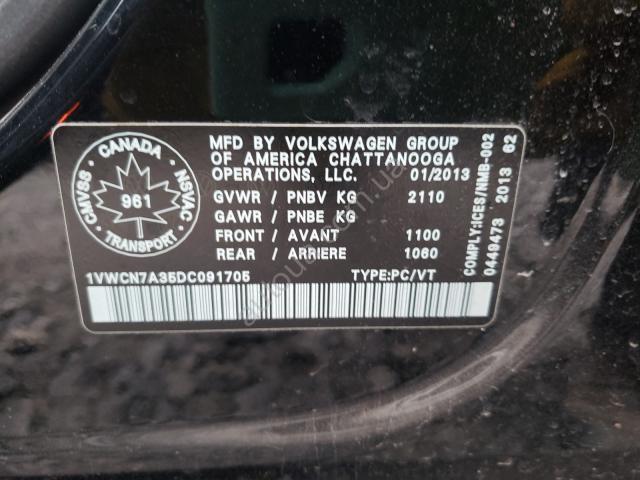 CANADA
CMVSS
NSVAC
961
TRANSPORT
MFD BY VOLKSWAGEN GROUP
OF AMERICA CHATTANOOGA
OPERATIONS, LLC. 01/2013
GVWR / PNBV KG 2110
GAWR / PNBE KG
FRONT / AVANT 1100
REAR / ARRIERE 1060
1VWCN7A35DC091705 TYPE:PC/VT
COMPLY:ICES/NMB-002
0449473 2013 62